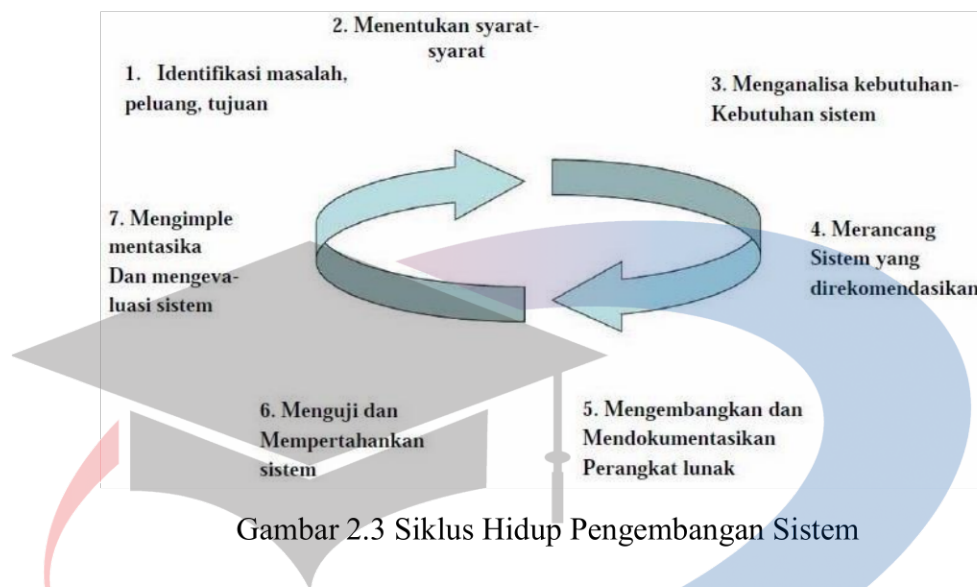 2. Menentukan syarat-
syarat
1. Identifikasi masalah,
peluang, tujuan
3. Menganalisa kebutuhan-
Kebutuhan sistem
4. Merancang
Sistem yang
direkomendasikan
5. Mengembangkan dan
Mendokumentasikan
Perangkat lunak
6. Menguji dan
Mempertahankan
sistem
7. Mengimple
mentasika
Dan mengeva-
luasi sistem
Gambar 2.3 Siklus Hidup Pengembangan Sistem